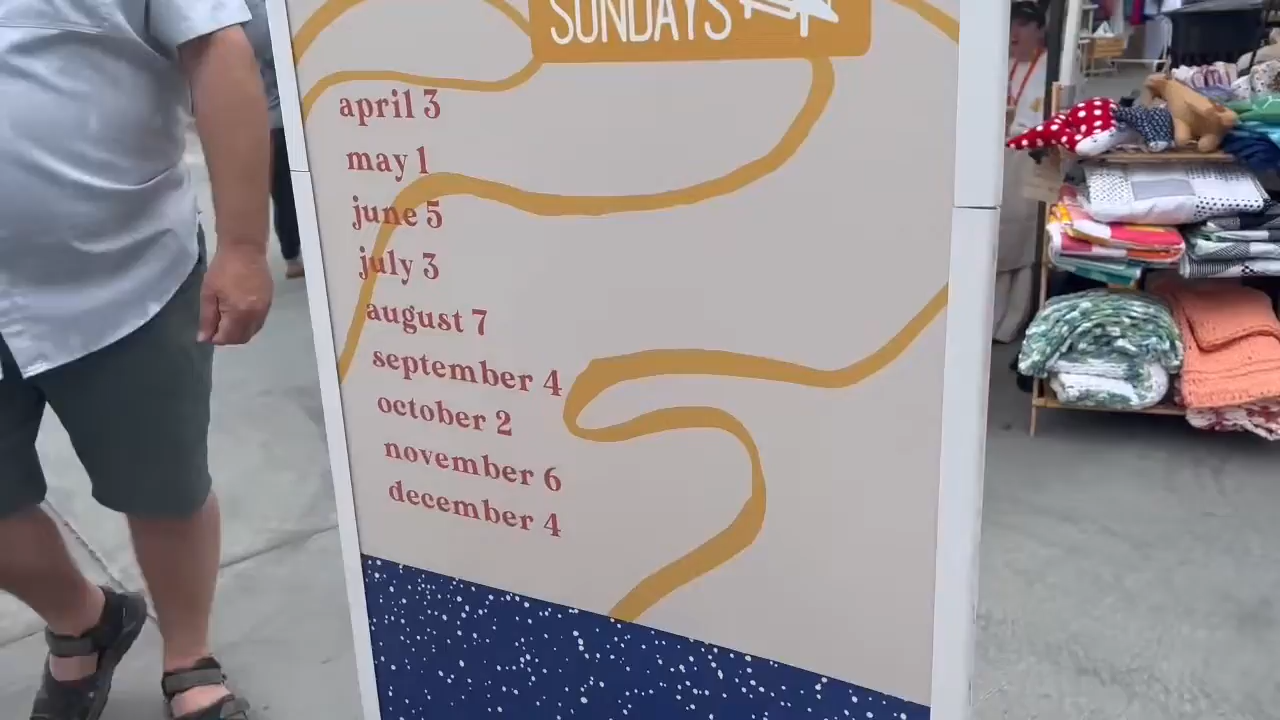 SUNDAYS
april 3
may 1
june 5
july 3
august 7
september 4
october 2
november 6
december 4